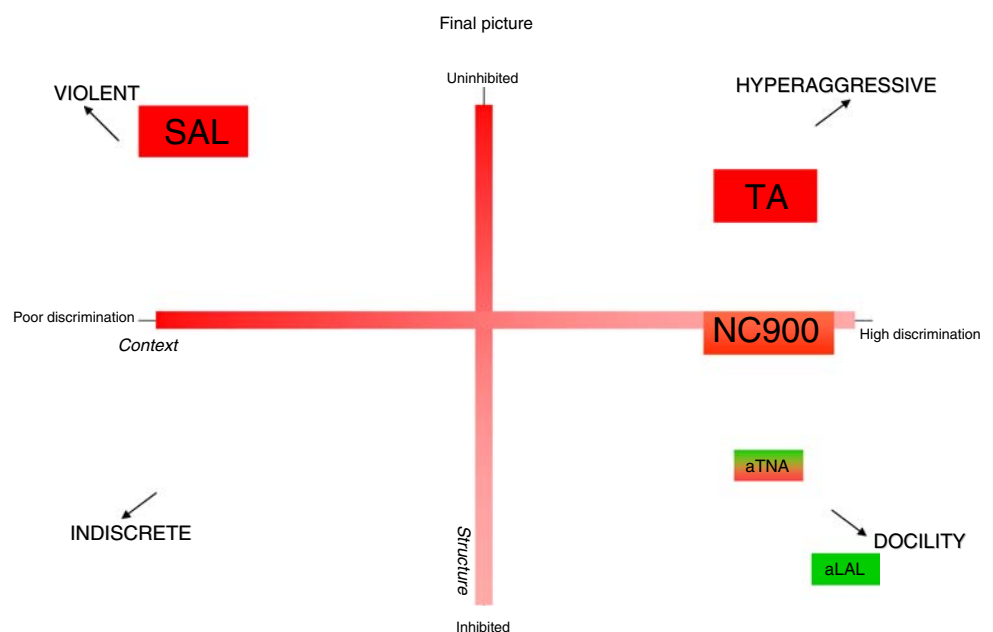 Final picture
Uninhibited
VIOLENT
HYPERAGGRESSIVE
SAL
TA
Poor discrimination
NC900
High discrimination
Context
aTNA
INDISCRETE
Structure
DOCILITY
aLAL
Inhibited